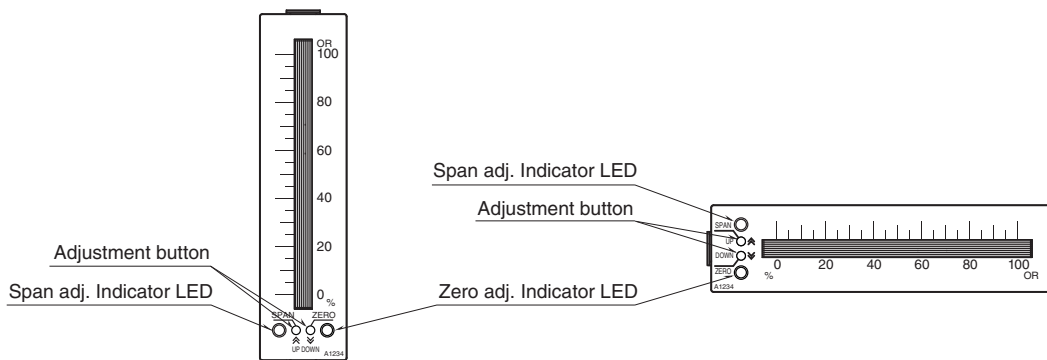 OR
100
80
60
40
20
0
%
SPAN
ZERO
UP DOWN
A1234
Adjustment button
Span adj. Indicator LED
Zero adj. Indicator LED
Span adj. Indicator LED
Adjustment button
SPAN
UP
DOWN
ZERO
A1234
0 20 40 60 80 100
% OR